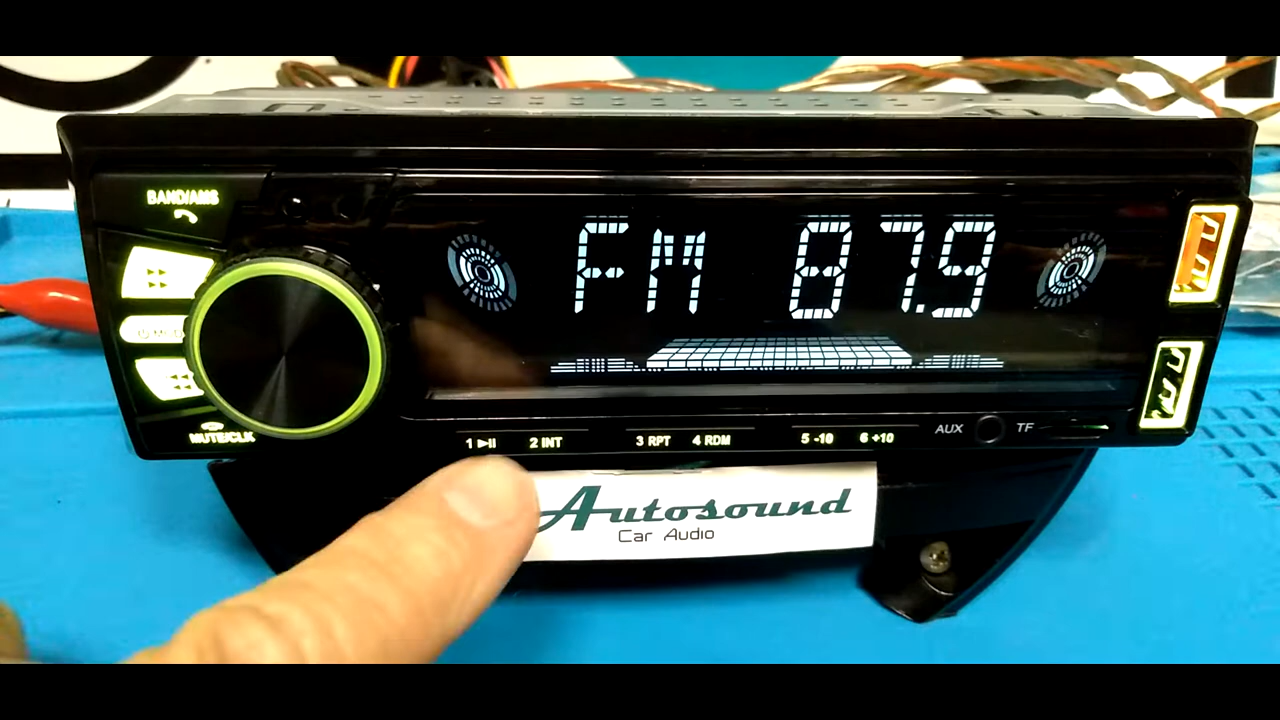 BAND/AMS
FM 87.9
MUTE/CLK
1 2 INT 3 RPT 4 RDM 5 -10 6 +10 AUX TF
Autosound
Car Audio